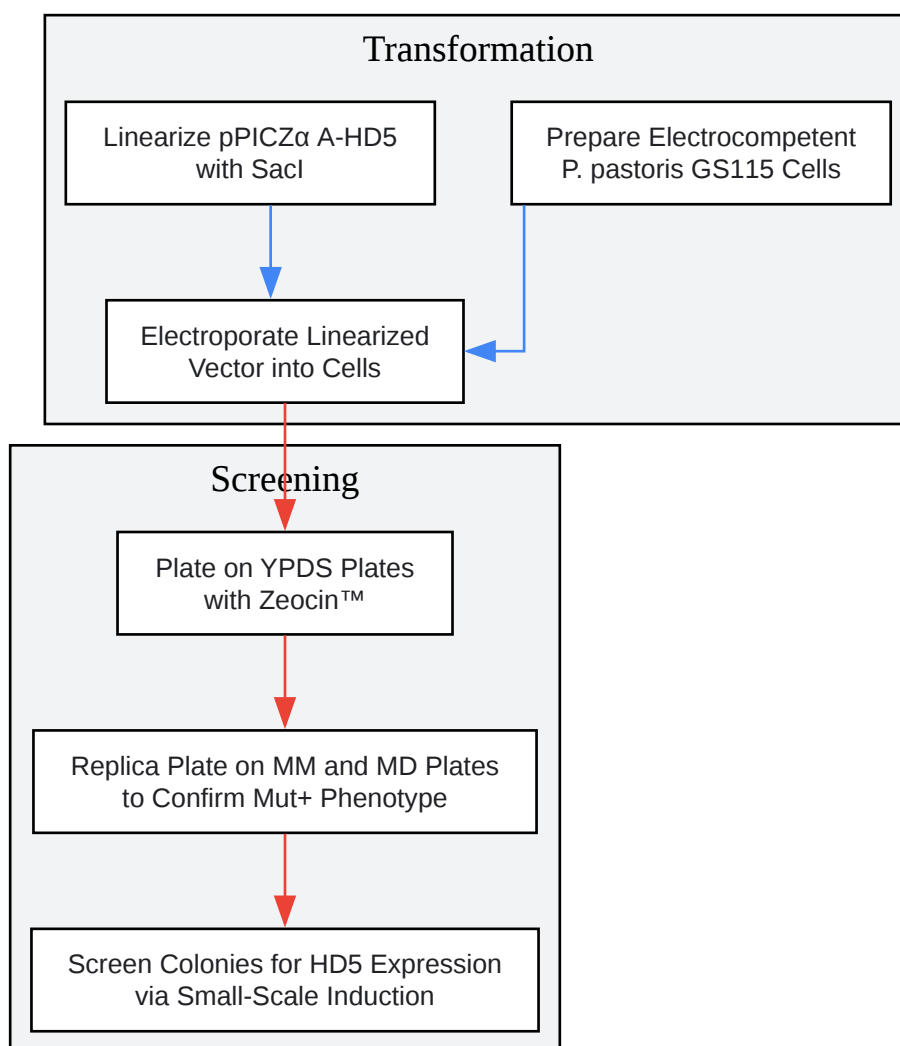 Transformation
Linearize pPICZα A-HD5
with SacI
Prepare Electrocompetent
P. pastoris GS115 Cells
Electroporate Linearized
Vector into Cells
Screening
Plate on YPDS Plates
with Zeocin™
Replica Plate on MM and MD Plates
to Confirm Mut+ Phenotype
Screen Colonies for HD5 Expression
via Small-Scale Induction